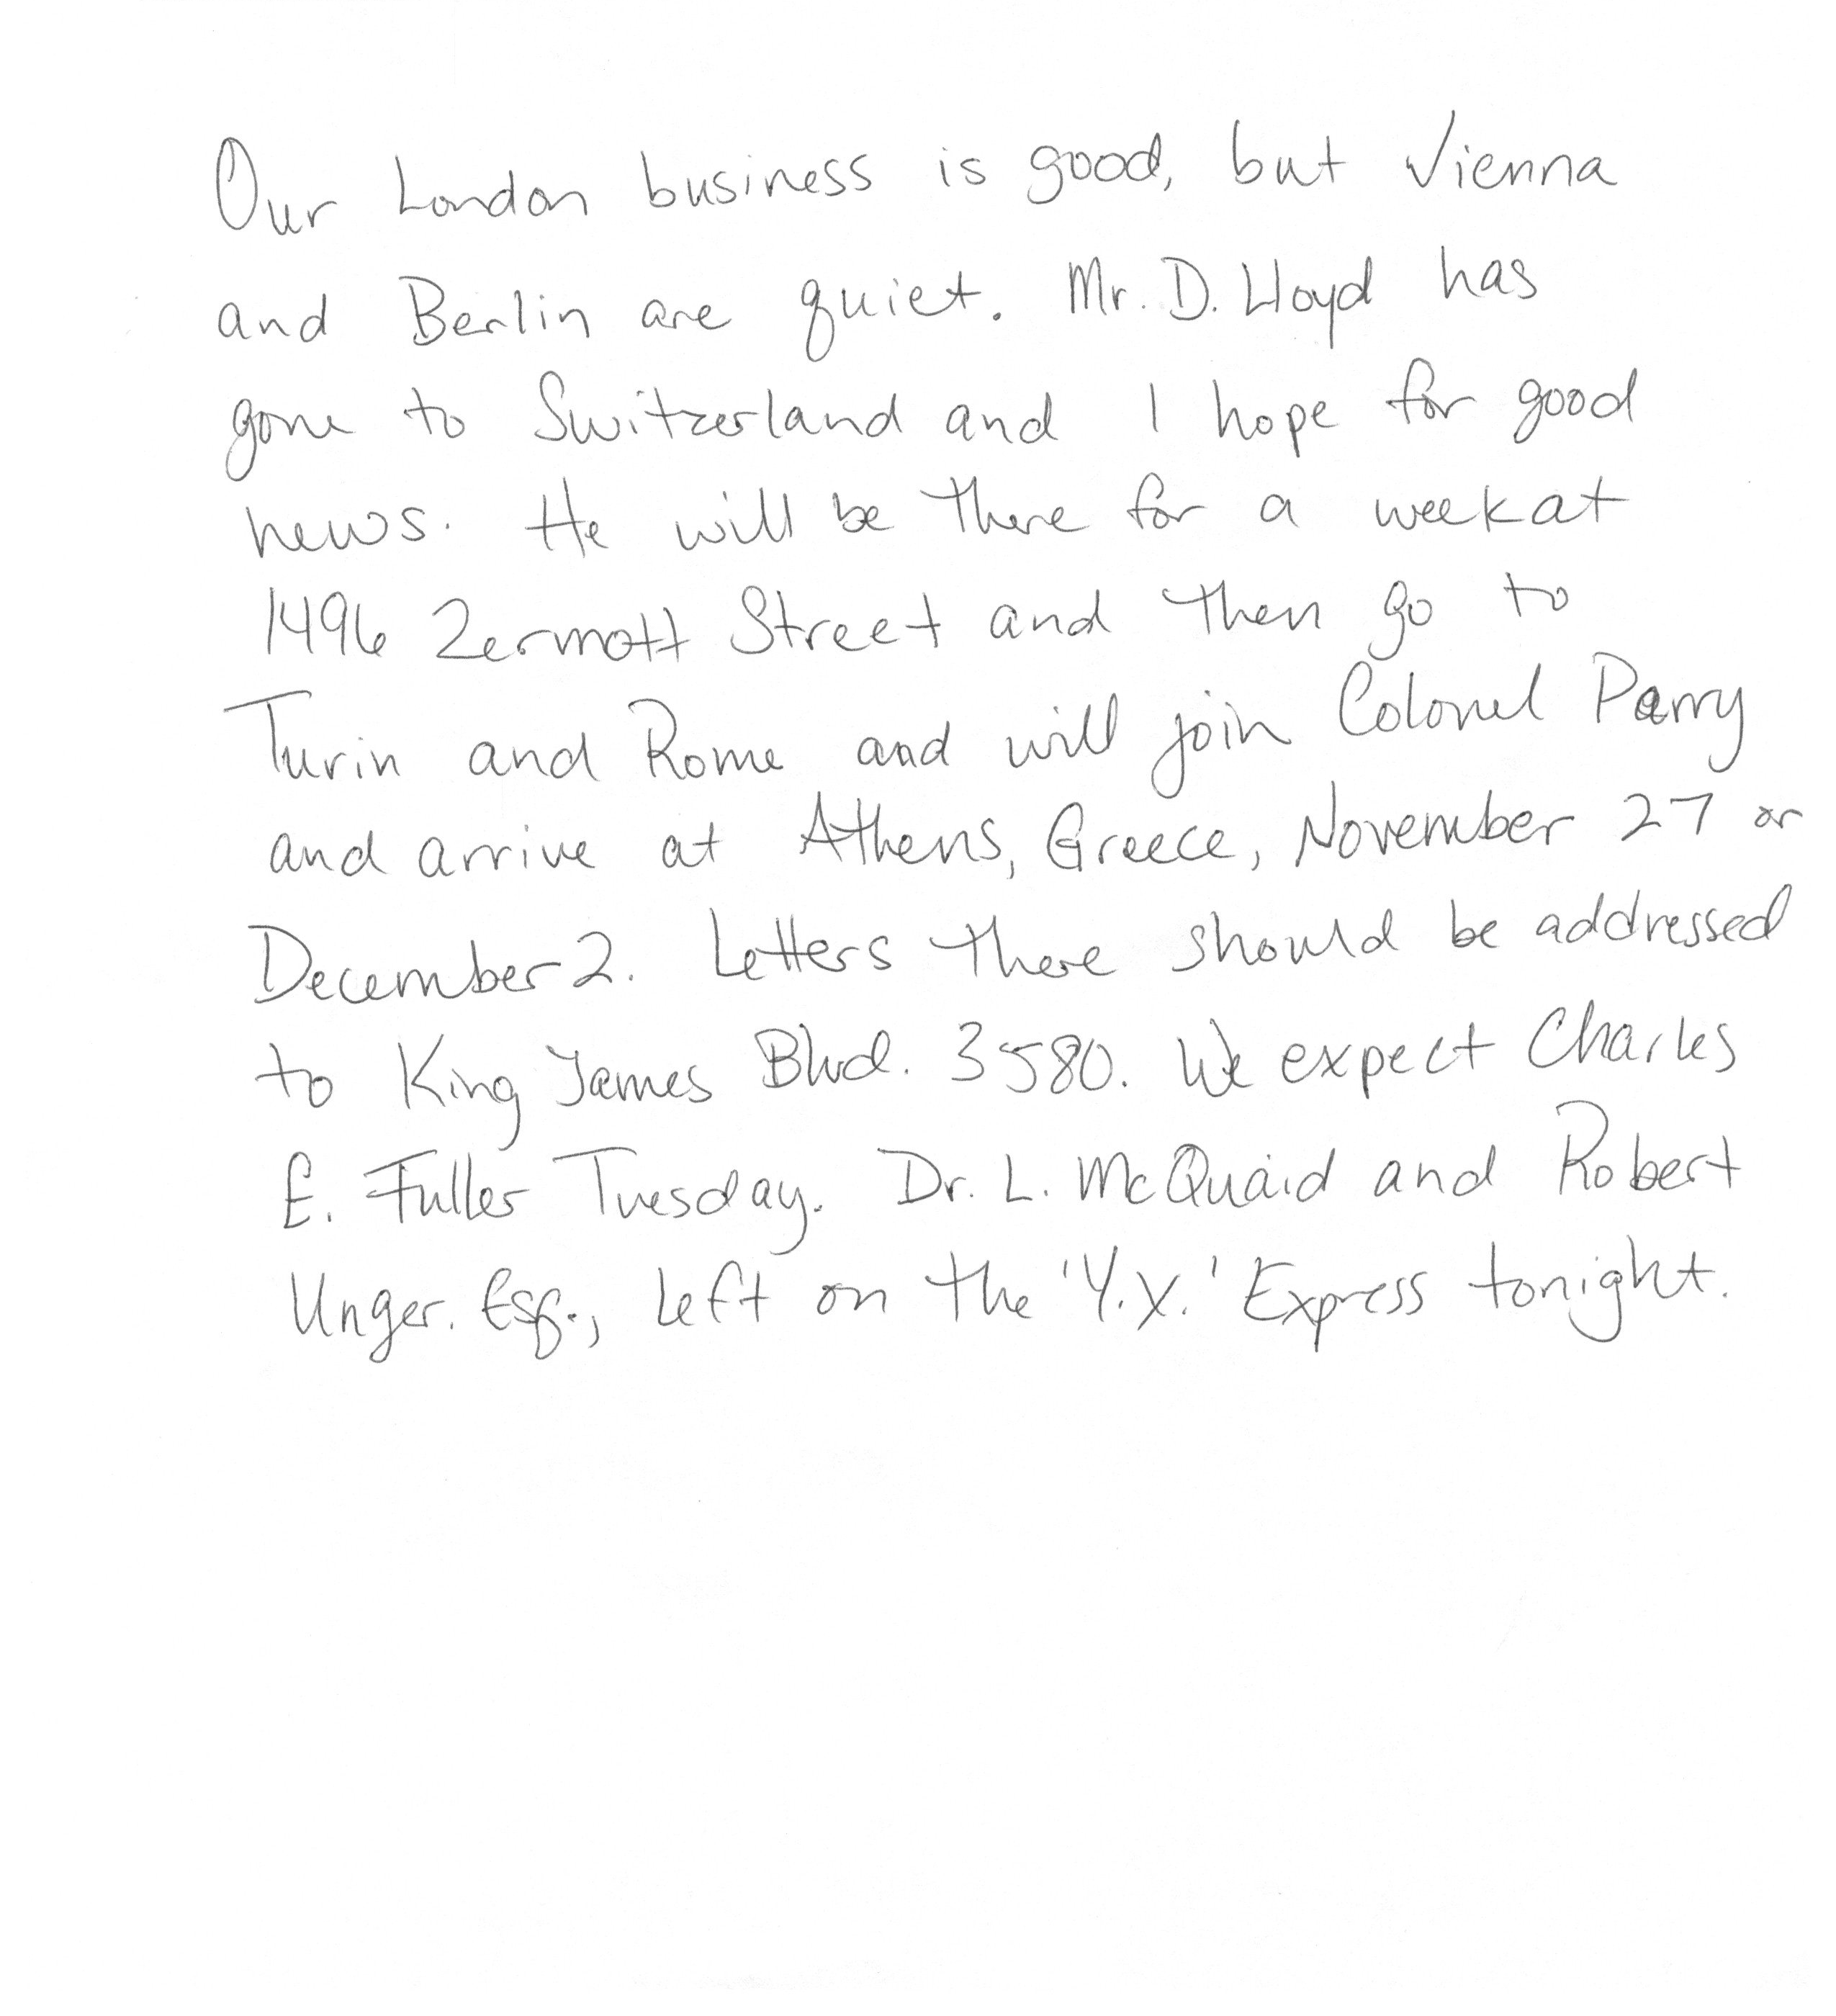 Our London business is good, but Vienna
and Berlin are quiet. Mr. D. Lloyd has
gone to Switzerland and I hope for good
news. He will be there for a week at
1496 Zermott Street and then go to
Turin and Rome and will join Colonel Parry
and arrive at Athens, Greece, November 27 or
December 2. Letters there should be addressed
to King James Blvd. 3580. We expect Charles
E. Fuller Tuesday. Dr. L. McQuaid and Robert
Unger. Esq., left on the 'Y.X.' Express tonight.